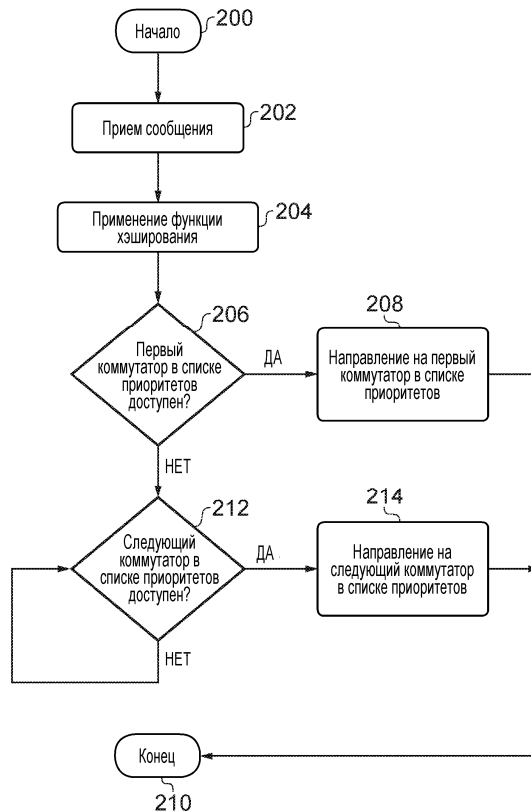 Начало
200
Прием сообщения
202
Применение функции
хэширования
204
206
Первый
коммутатор в списке
приоритетов
доступен?
ДА
208
Направление на первый
коммутатор в списке
приоритетов
НЕТ
212
Следующий
коммутатор в
списке приоритетов
доступен?
ДА
214
Направление на
следующий коммутатор
в списке приоритетов
НЕТ
Конец
210